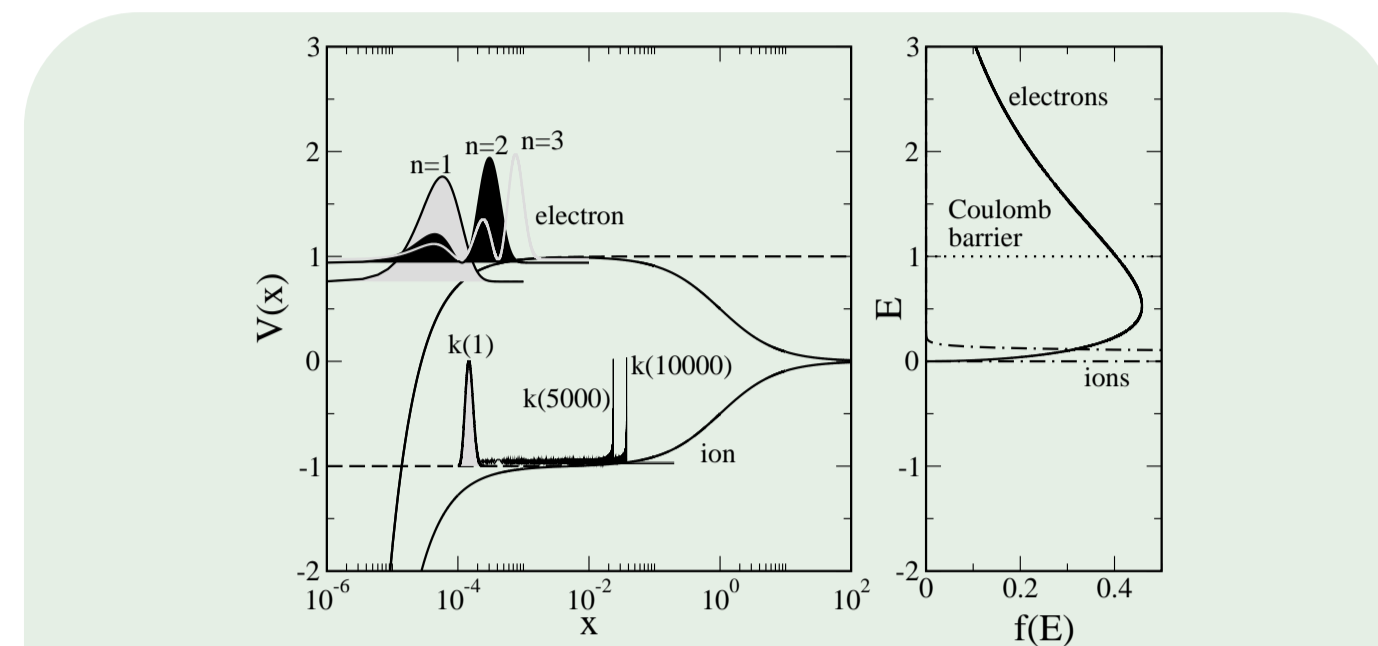 3
2
1
0
-1
-2
V(x)
10^-6
10^-4
10^-2
10^0
10^2
x
n=1
n=2
n=3
electron
k(1)
k(5000)
k(10000)
ion
3
2
1
0
-1
-2
E
0
0.2
0.4
f(E)
electrons
Coulomb
barrier
ions